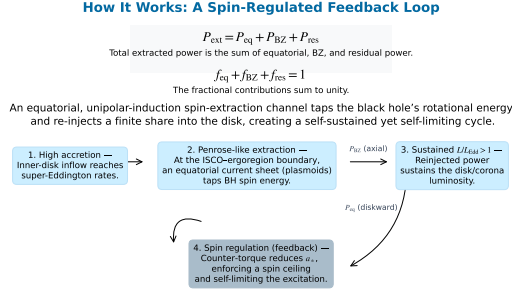 How It Works: A Spin-Regulated Feedback Loop
P_ext = P_eq + P_BZ + P_res
Total extracted power is the sum of equatorial, BZ, and residual power.
f_eq + f_BZ + f_res = 1
The fractional contributions sum to unity.
An equatorial, unipolar-induction spin-extraction channel taps the black hole's rotational energy
and re-injects a finite share into the disk, creating a self-sustained yet self-limiting cycle.
1. High accretion —
Inner-disk inflow reaches
super-Eddington rates.
2. Penrose-like extraction —
At the ISCO–ergoregion boundary,
an equatorial current sheet (plasmoids)
taps BH spin energy.
P_BZ (axial)
3. Sustained L/L_Edd > 1 —
Reinjected power
sustains the disk/corona
luminosity.
P_eq (diskward)
4. Spin regulation (feedback) —
Counter-torque reduces a_*,
enforcing a spin ceiling
and self-limiting the excitation.